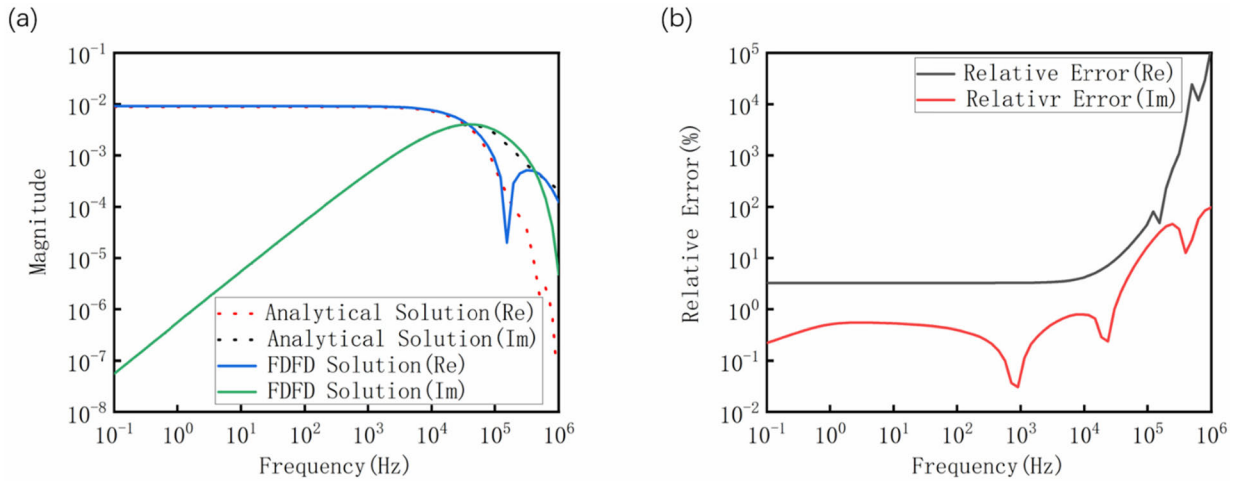 (a)
Magnitude
10^-1
10^-2
10^-3
10^-4
10^-5
10^-6
10^-7
10^-8
Analytical Solution(Re)
Analytical Solution(Im)
FDFD Solution(Re)
FDFD Solution(Im)
10^-1 10^0 10^1 10^2 10^3 10^4 10^5 10^6
Frequency(Hz)
(b)
Relative Error(%)
10^5
10^4
10^3
10^2
10^1
10^0
10^-1
10^-2
Relative Error(Re)
Relativr Error(Im)
10^-1 10^0 10^1 10^2 10^3 10^4 10^5 10^6
Frequency(Hz)